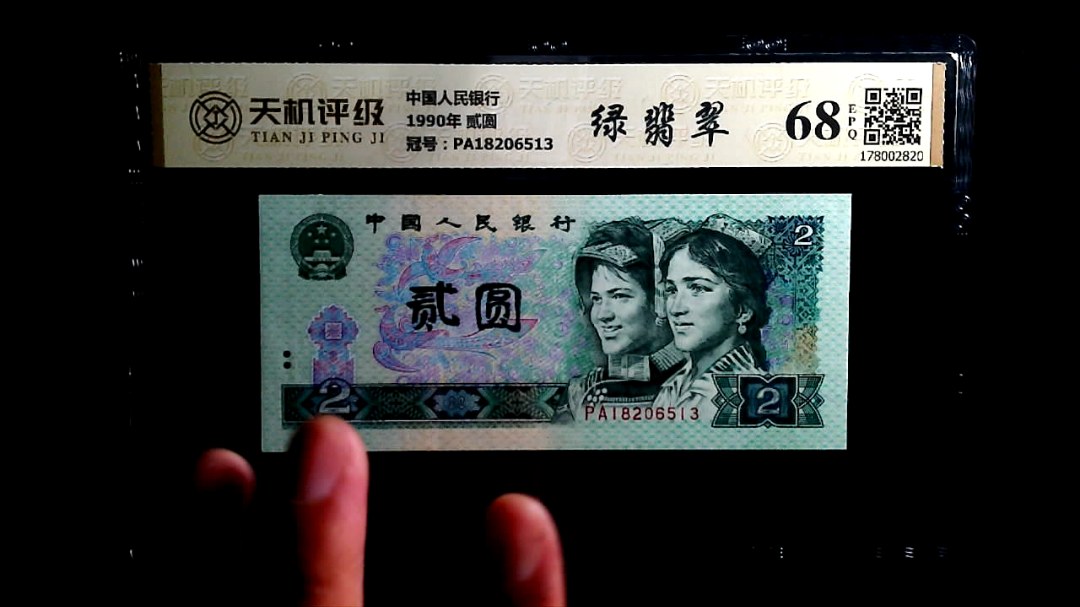 天机评级
TIAN JI PING JI
中国人民银行
1990年 贰圆
冠号：PA18206513
绿翡翠
68
EPQ
178002820
中国人民银行
2
贰圆
2
PA18206513
2